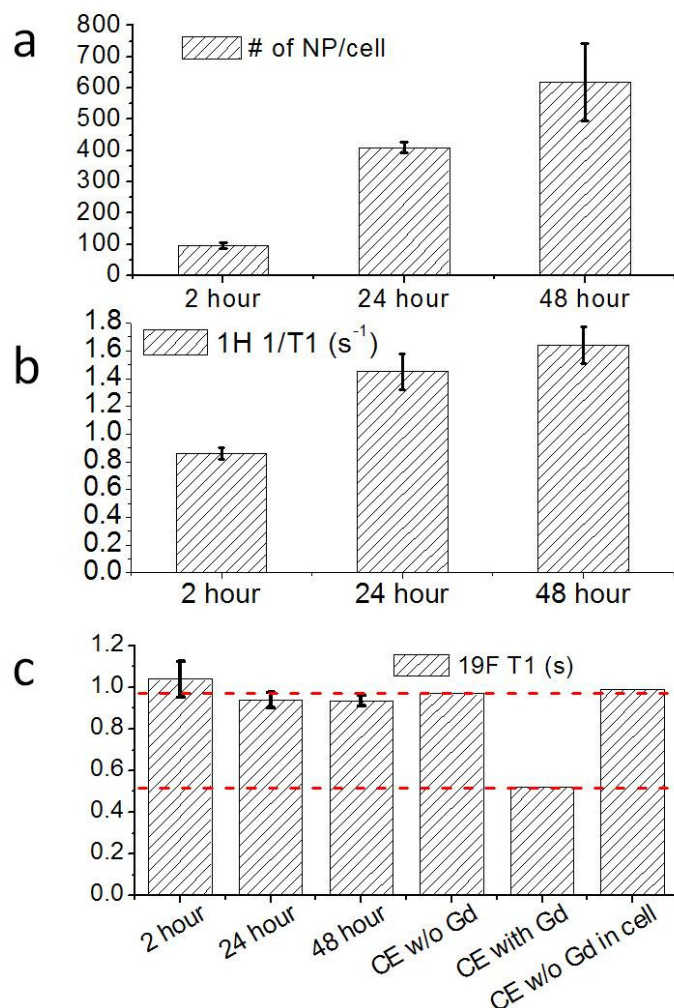 a
# of NP/cell
800
700
600
500
400
300
200
100
0
2 hour 24 hour 48 hour
b
1H 1/T1 (s⁻¹)
1.8
1.6
1.4
1.2
1.0
0.8
0.6
0.4
0.2
0.0
2 hour 24 hour 48 hour
c
19F T1 (s)
1.2
1.0
0.8
0.6
0.4
0.2
0.0
2 hour 24 hour 48 hour CE w/o Gd CE with Gd CE w/o Gd in cell